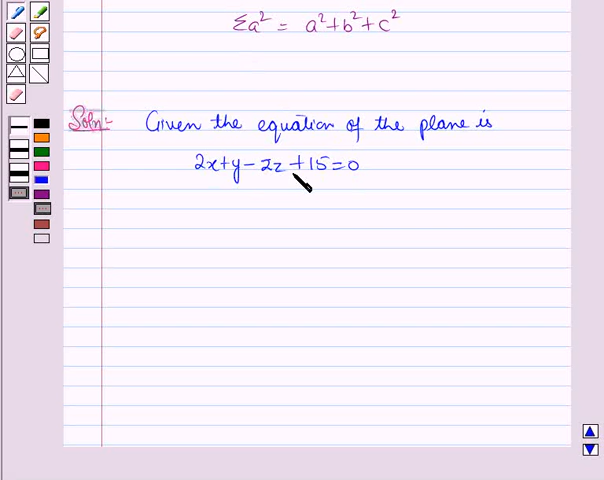 Σa² = a²+b²+c²
Soln:- Given the equation of the plane is
2x+y-2z+15=0